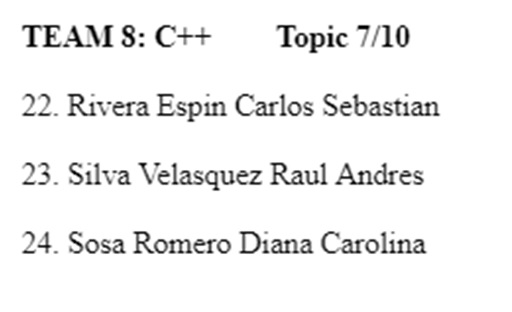 TEAM 8: C++ Topic 7/10
22. Rivera Espin Carlos Sebastian
23. Silva Velasquez Raul Andres
24. Sosa Romero Diana Carolina